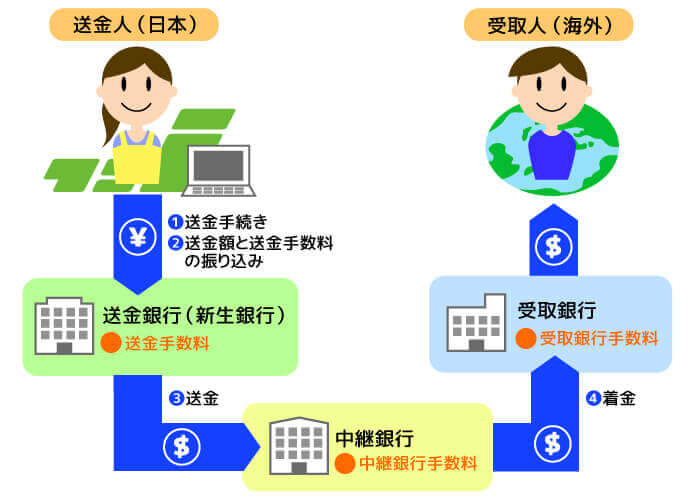 送金人(日本)
受取人(海外)
¥
❶送金手続き
❷送金額と送金手数料
の振り込み
$
送金銀行(新生銀行)
送金手数料
受取銀行
受取銀行手数料
❸送金
❹着金
$
中継銀行
中継銀行手数料
$